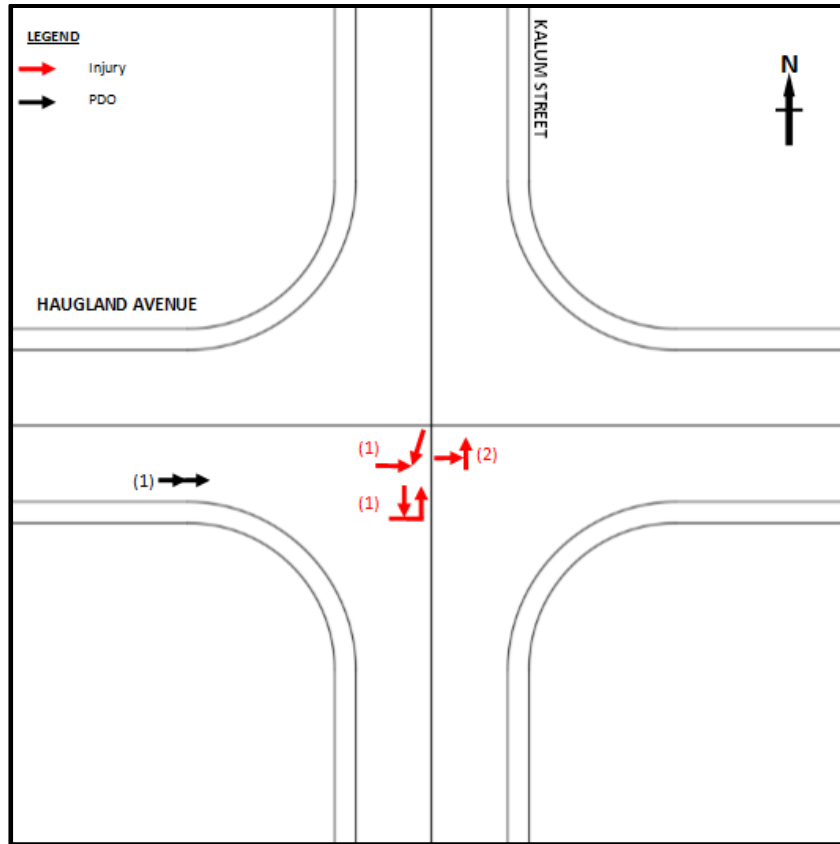 LEGEND
Injury
PDO
KALUM STREET
N
HAUGLAND AVENUE
(1)
(2)
(1)
(1)